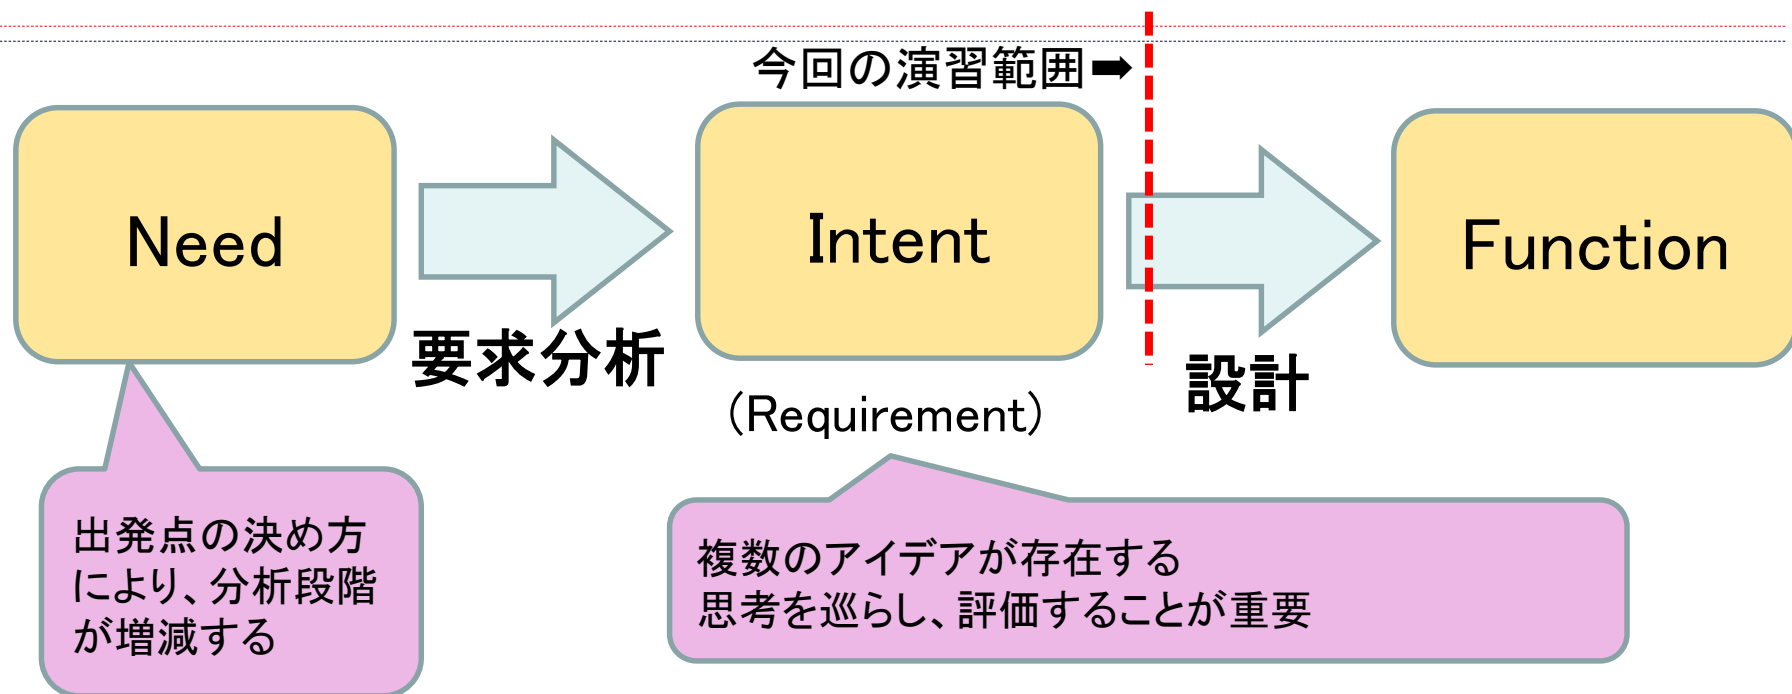 今回の演習範囲➡
Need
Intent
Function
要求分析
設計
(Requirement)
出発点の決め方
により、分析段階
が増減する
複数のアイデアが存在する
思考を巡らし、評価することが重要